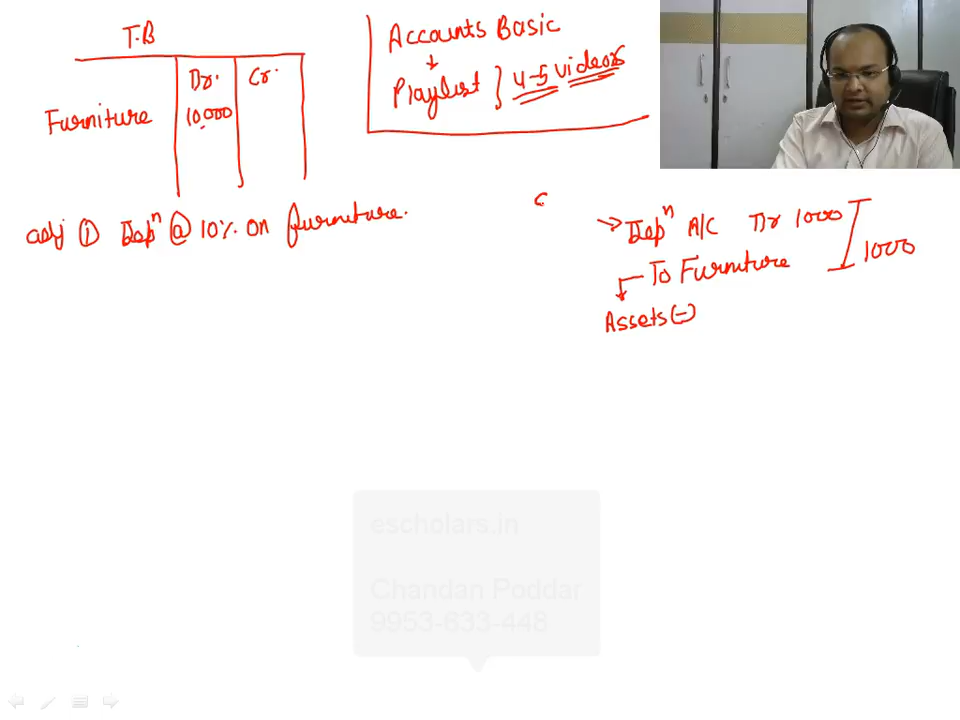 T.B
Dr. Cr.
Furniture 10,000
Accounts Basic
Playlist } 4-5 videos
adj ① Depⁿ @ 10% on furniture.
→ Depⁿ A/C Dr 1000
To Furniture 1000
Assets (-)
escholars.in
Chandan Poddar
9953-633-448